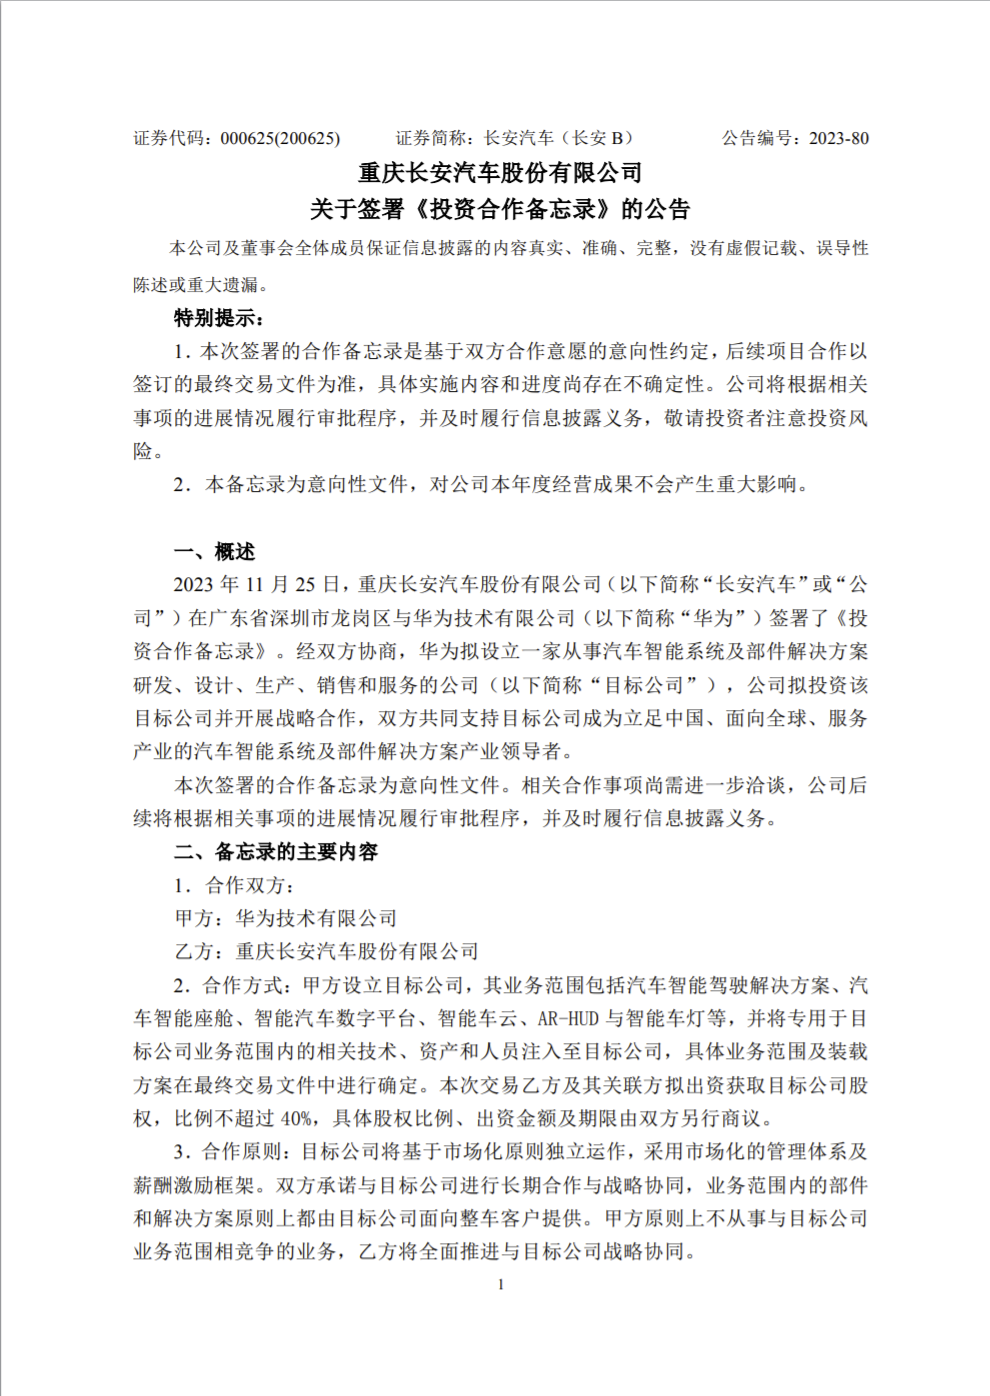 证券代码：000625(200625) 证券简称：长安汽车（长安 B） 公告编号：2023-80
重庆长安汽车股份有限公司
关于签署《投资合作备忘录》的公告
本公司及董事会全体成员保证信息披露的内容真实、准确、完整，没有虚假记载、误导性
陈述或重大遗漏。
特别提示：
1．本次签署的合作备忘录是基于双方合作意愿的意向性约定，后续项目合作以
签订的最终交易文件为准，具体实施内容和进度尚存在不确定性。公司将根据相关
事项的进展情况履行审批程序，并及时履行信息披露义务，敬请投资者注意投资风
险。
2．本备忘录为意向性文件，对公司本年度经营成果不会产生重大影响。
一、概述
2023 年 11 月 25 日，重庆长安汽车股份有限公司（以下简称“长安汽车”或“公
司”）在广东省深圳市龙岗区与华为技术有限公司（以下简称“华为”）签署了《投
资合作备忘录》。经双方协商，华为拟设立一家从事汽车智能系统及部件解决方案
研发、设计、生产、销售和服务的公司（以下简称“目标公司”），公司拟投资该
目标公司并开展战略合作，双方共同支持目标公司成为立足中国、面向全球、服务
产业的汽车智能系统及部件解决方案产业领导者。
本次签署的合作备忘录为意向性文件。相关合作事项尚需进一步洽谈，公司后
续将根据相关事项的进展情况履行审批程序，并及时履行信息披露义务。
二、备忘录的主要内容
1．合作双方：
甲方：华为技术有限公司
乙方：重庆长安汽车股份有限公司
2．合作方式：甲方设立目标公司，其业务范围包括汽车智能驾驶解决方案、汽
车智能座舱、智能汽车数字平台、智能车云、AR-HUD 与智能车灯等，并将专用于目
标公司业务范围内的相关技术、资产和人员注入至目标公司，具体业务范围及装载
方案在最终交易文件中进行确定。本次交易乙方及其关联方拟出资获取目标公司股
权，比例不超过 40%，具体股权比例、出资金额及期限由双方另行商议。
3．合作原则：目标公司将基于市场化原则独立运作，采用市场化的管理体系及
薪酬激励框架。双方承诺与目标公司进行长期合作与战略协同，业务范围内的部件
和解决方案原则上都由目标公司面向整车客户提供。甲方原则上不从事与目标公司
业务范围相竞争的业务，乙方将全面推进与目标公司战略协同。
1